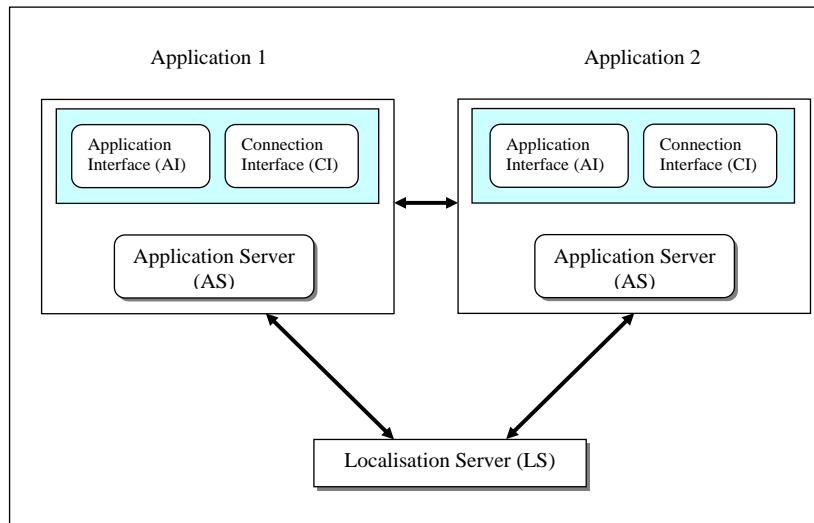 Application 1
Application 2
Application
Interface (AI)
Connection
Interface (CI)
Application
Interface (AI)
Connection
Interface (CI)
Application Server
(AS)
Application Server
(AS)
Localisation Server (LS)